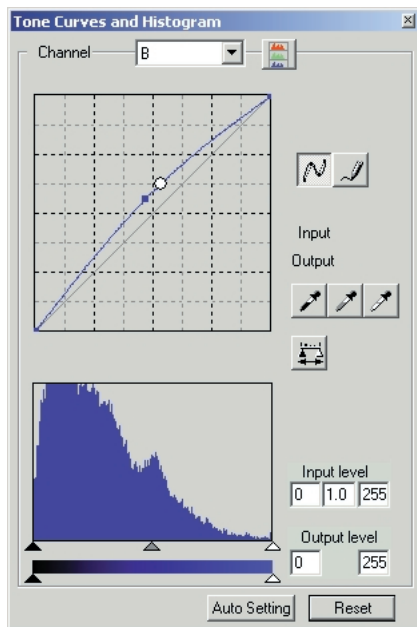 Tone Curves and Histogram
Channel B
Input
Output
Input level
0 1.0 255
Output level
0 255
Auto Setting Reset